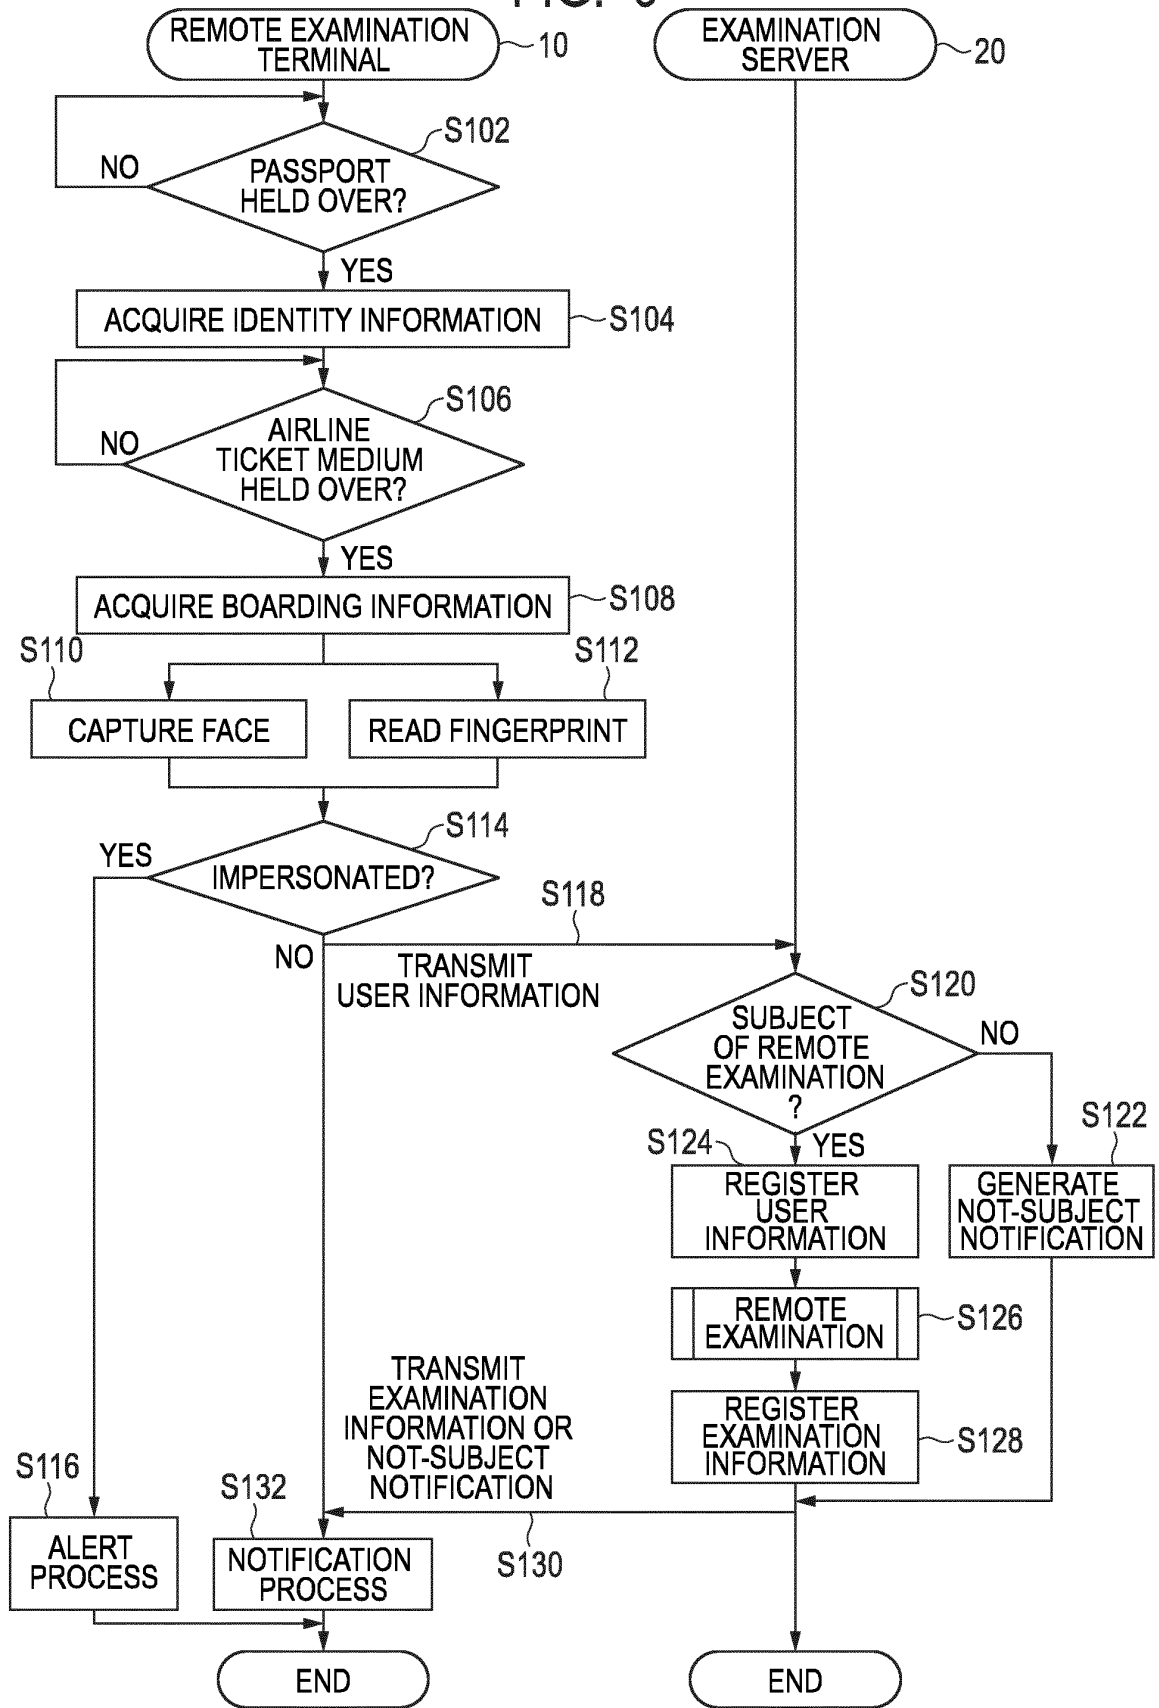 REMOTE EXAMINATION
TERMINAL
10
EXAMINATION
SERVER
20
S102
PASSPORT
HELD OVER?
NO
YES
ACQUIRE IDENTITY INFORMATION
S104
S106
AIRLINE
TICKET MEDIUM
HELD OVER?
NO
YES
ACQUIRE BOARDING INFORMATION
S108
S110
S112
CAPTURE FACE
READ FINGERPRINT
S114
YES
IMPERSONATED?
S118
NO
TRANSMIT
USER INFORMATION
S120
SUBJECT
OF REMOTE
EXAMINATION
?
NO
S122
S124
YES
REGISTER
USER
INFORMATION
GENERATE
NOT-SUBJECT
NOTIFICATION
REMOTE
EXAMINATION
S126
TRANSMIT
EXAMINATION
INFORMATION OR
NOT-SUBJECT
NOTIFICATION
REGISTER
EXAMINATION
INFORMATION
S128
S116
S132
S130
ALERT
PROCESS
NOTIFICATION
PROCESS
END
END